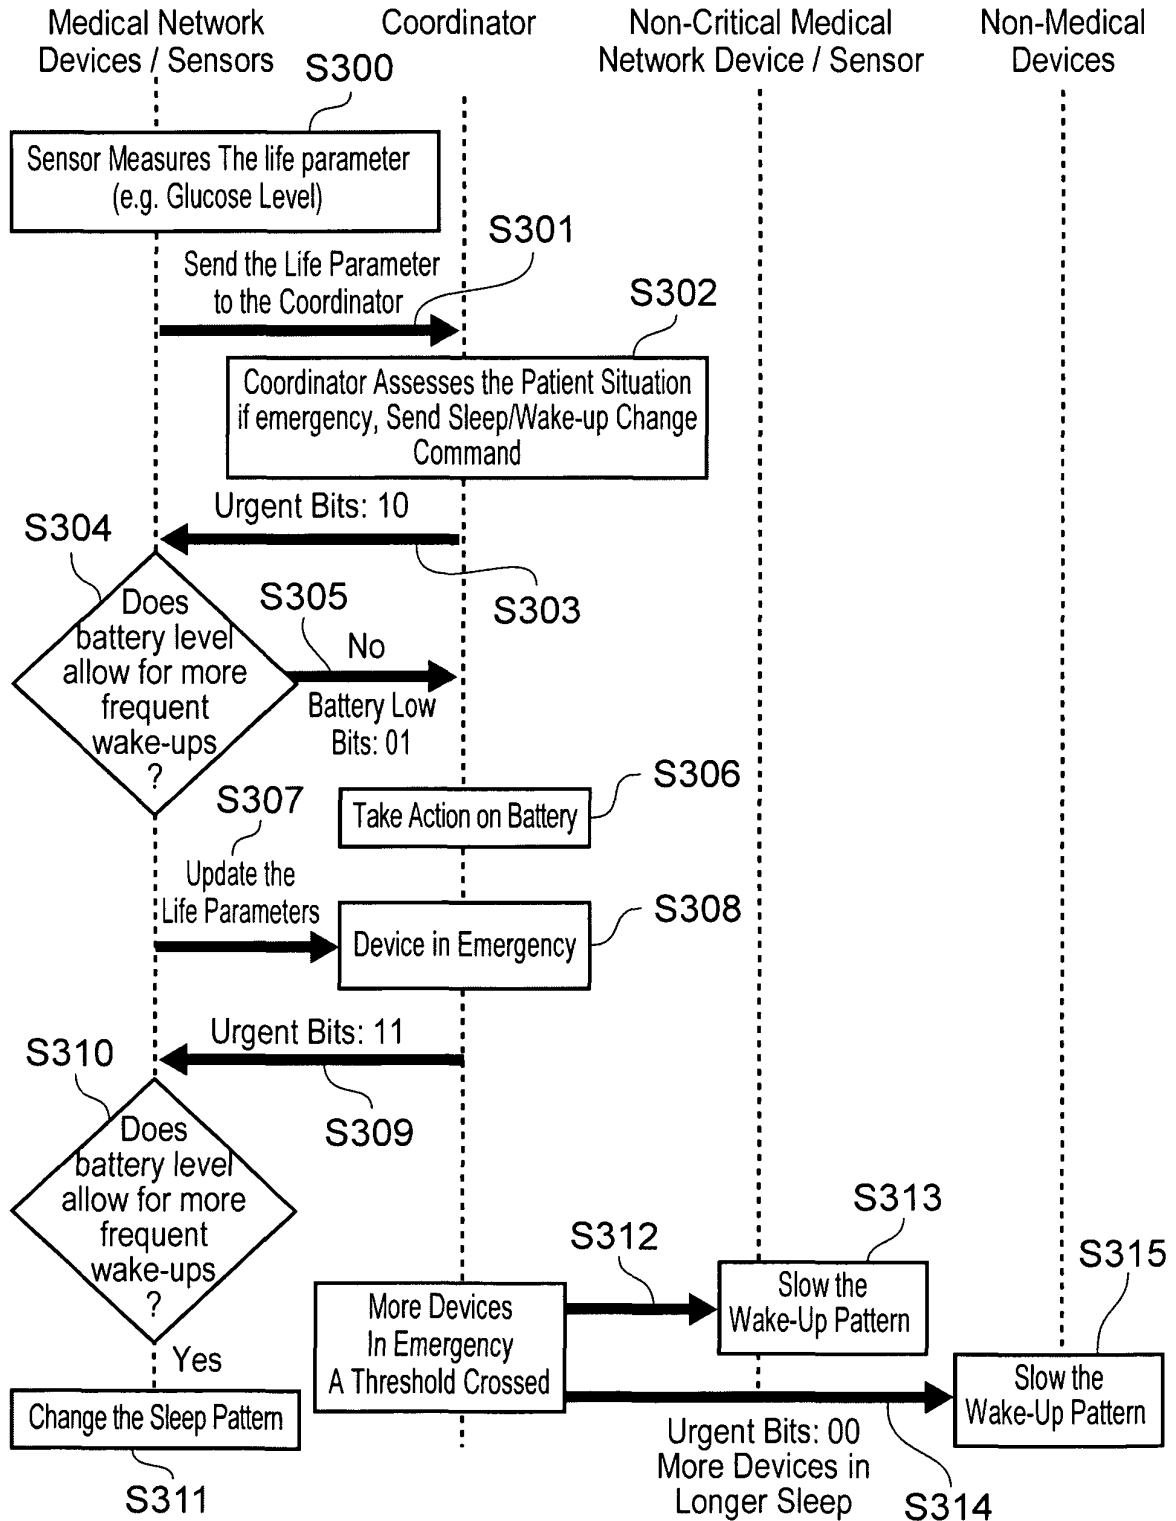 Medical Network
Devices / Sensors
Coordinator
Non-Critical Medical
Network Device / Sensor
Non-Medical
Devices
S300
Sensor Measures The life parameter
(e.g. Glucose Level)
S301
Send the Life Parameter
to the Coordinator
S302
Coordinator Assesses the Patient Situation
if emergency, Send Sleep/Wake-up Change
Command
Urgent Bits: 10
S303
S304
Does
battery level
allow for more
frequent
wake-ups
?
S305
No
Battery Low
Bits: 01
S306
Take Action on Battery
S307
Update the
Life Parameters
S308
Device in Emergency
Urgent Bits: 11
S309
S310
Does
battery level
allow for more
frequent
wake-ups
?
Yes
Change the Sleep Pattern
S311
More Devices
In Emergency
A Threshold Crossed
S312
S313
Slow the
Wake-Up Pattern
S315
Slow the
Wake-Up Pattern
Urgent Bits: 00
More Devices in
Longer Sleep
S314